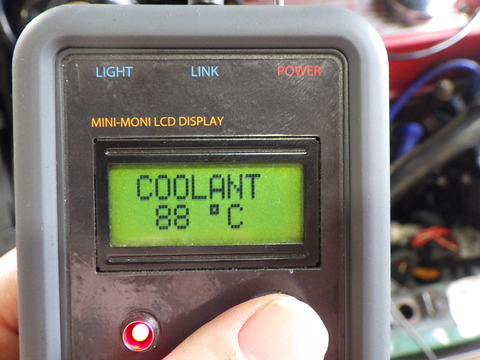 LIGHT LINK POWER
MINI-MONI LCD DISPLAY
COOLANT
88 °C